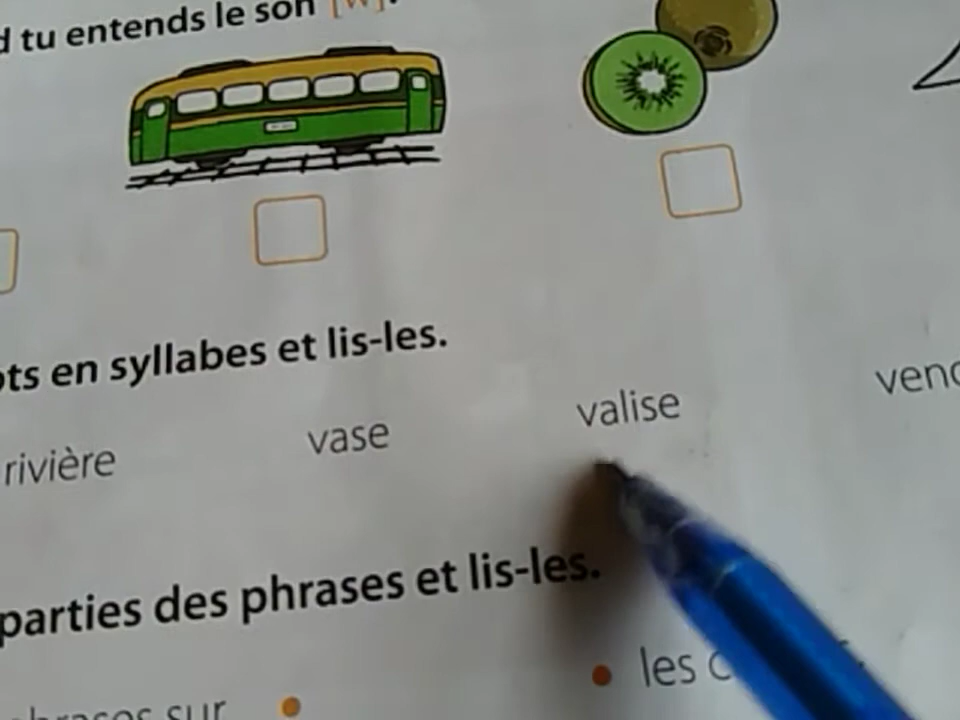 tu entends le son [w].
en syllabes et lis-les.
rivière vase valise
parties des phrases et lis-les.
sur • • les